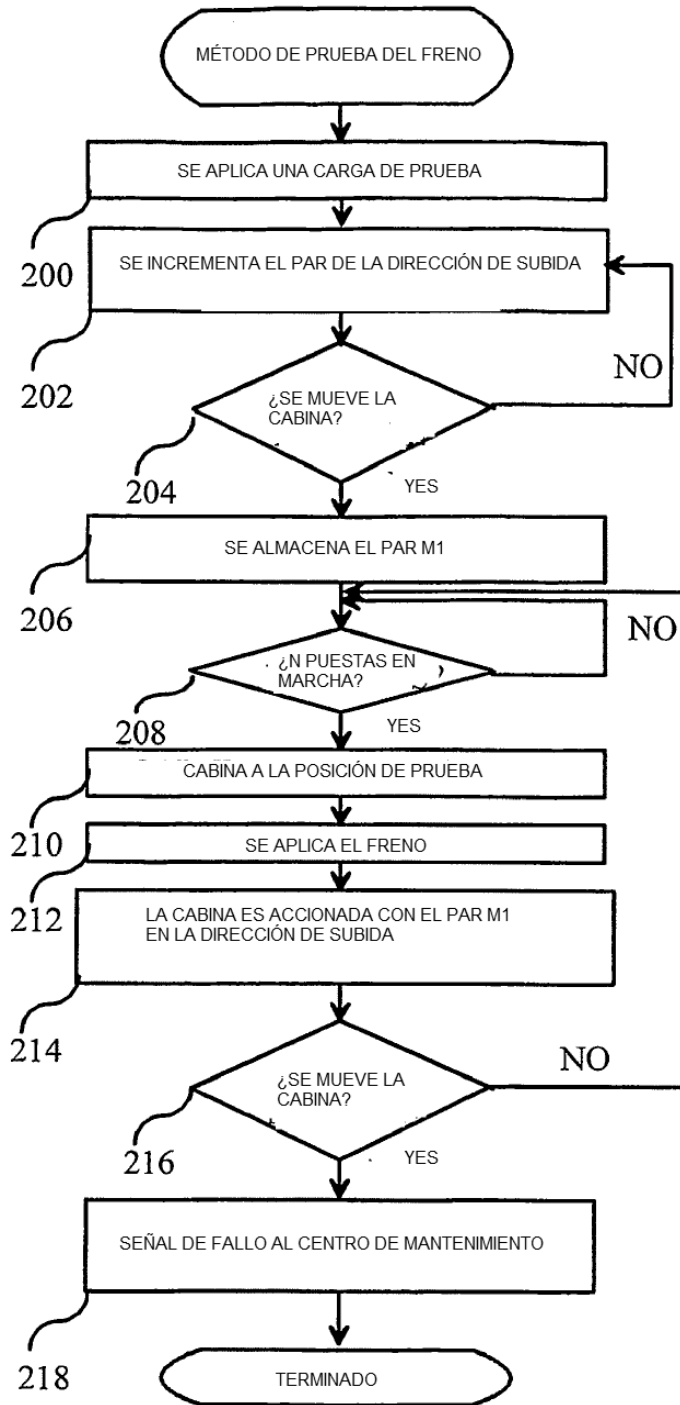 MÉTODO DE PRUEBA DEL FRENO
SE APLICA UNA CARGA DE PRUEBA
200
SE INCREMENTA EL PAR DE LA DIRECCIÓN DE SUBIDA
202
NO
¿SE MUEVE LA
CABINA?
204
YES
SE ALMACENA EL PAR M1
206
NO
¿N PUESTAS EN
MARCHA?
208
YES
CABINA A LA POSICIÓN DE PRUEBA
210
SE APLICA EL FRENO
212
LA CABINA ES ACCIONADA CON EL PAR M1
EN LA DIRECCIÓN DE SUBIDA
214
NO
¿SE MUEVE LA
CABINA?
216
YES
SEÑAL DE FALLO AL CENTRO DE MANTENIMIENTO
218
TERMINADO